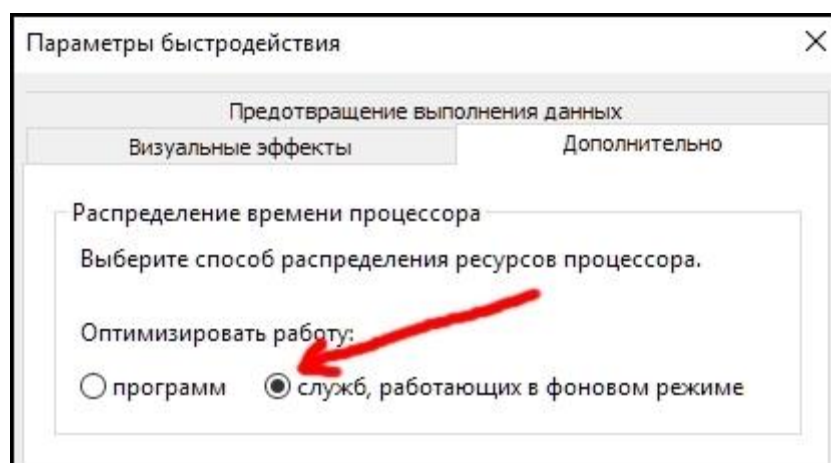 Параметры быстродействия
Предотвращение выполнения данных
Визуальные эффекты
Дополнительно
Распределение времени процессора
Выберите способ распределения ресурсов процессора.
Оптимизировать работу:
программ
служб, работающих в фоновом режиме